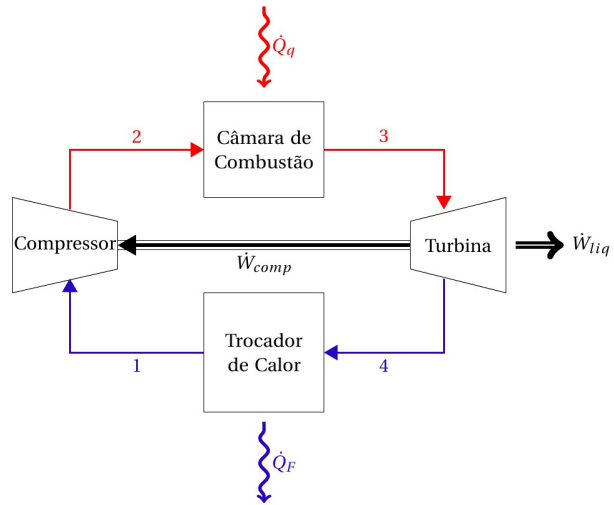 Q̇q
2
Câmara de
Combustão
3
Compressor
Ẇcomp
Turbina
Ẇliq
1
Trocador
de Calor
4
Q̇F